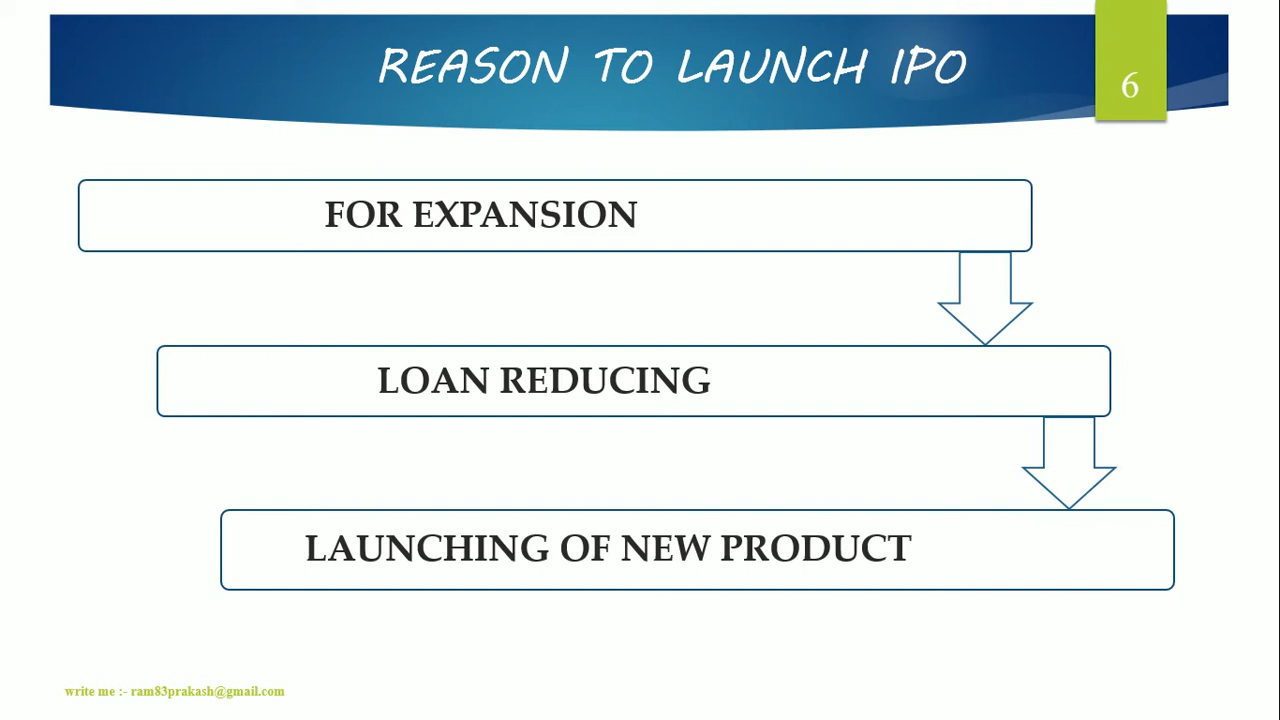 REASON TO LAUNCH IPO
6
FOR EXPANSION
LOAN REDUCING
LAUNCHING OF NEW PRODUCT
write me :- ram83prakash@gmail.com